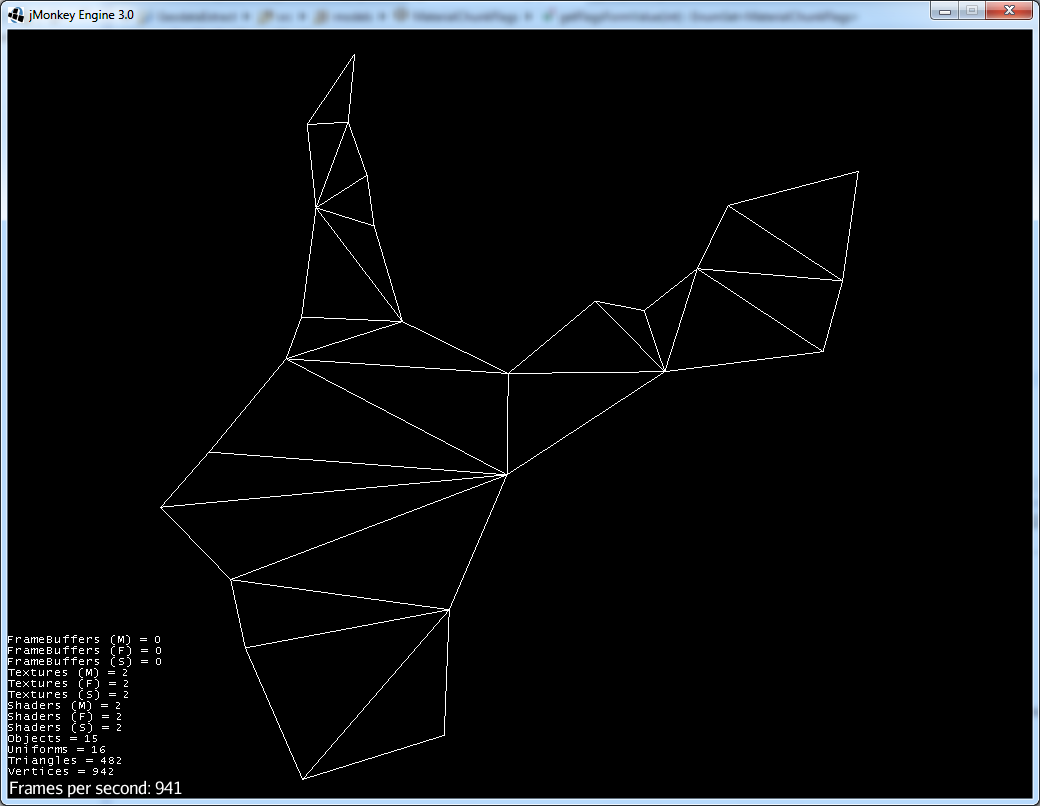 jMonkey Engine 3.0
FrameBuffers (M) = 0
FrameBuffers (F) = 0
FrameBuffers (S) = 0
Textures (M) = 2
Textures (F) = 2
Textures (S) = 2
Shaders (M) = 2
Shaders (F) = 2
Shaders (S) = 2
Objects = 15
Uniforms = 16
Triangles = 482
Vertices = 942
Frames per second: 941